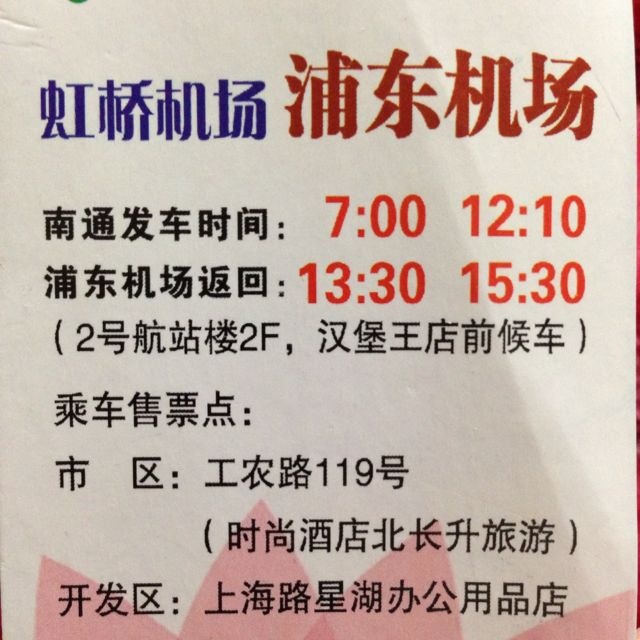 虹桥机场 浦东机场
南通发车时间: 7:00 12:10
浦东机场返回: 13:30 15:30
(2号航站楼2F，汉堡王店前候车)
乘车售票点:
市 区: 工农路119号
(时尚酒店北长升旅游)
开发区: 上海路星湖办公用品店